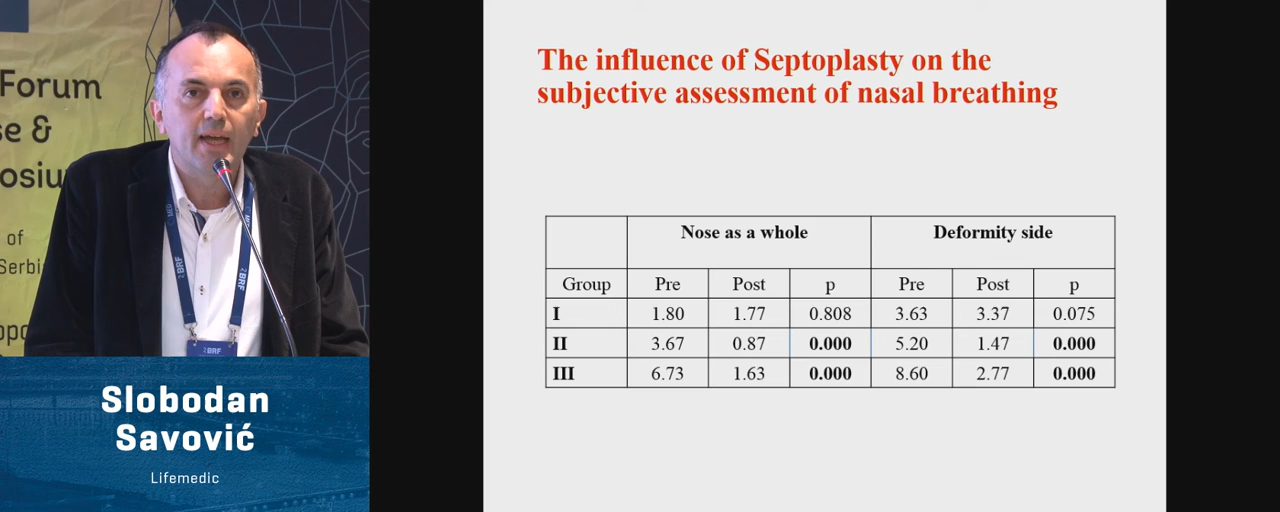 Forum
se &
osiu
of
Serbi
BRF
BRF
BRF
Slobodan
Savović
Lifemedic
The influence of Septoplasty on the
subjective assessment of nasal breathing
Nose as a whole Deformity side
Group Pre Post p Pre Post p
I 1.80 1.77 0.808 3.63 3.37 0.075
II 3.67 0.87 0.000 5.20 1.47 0.000
III 6.73 1.63 0.000 8.60 2.77 0.000